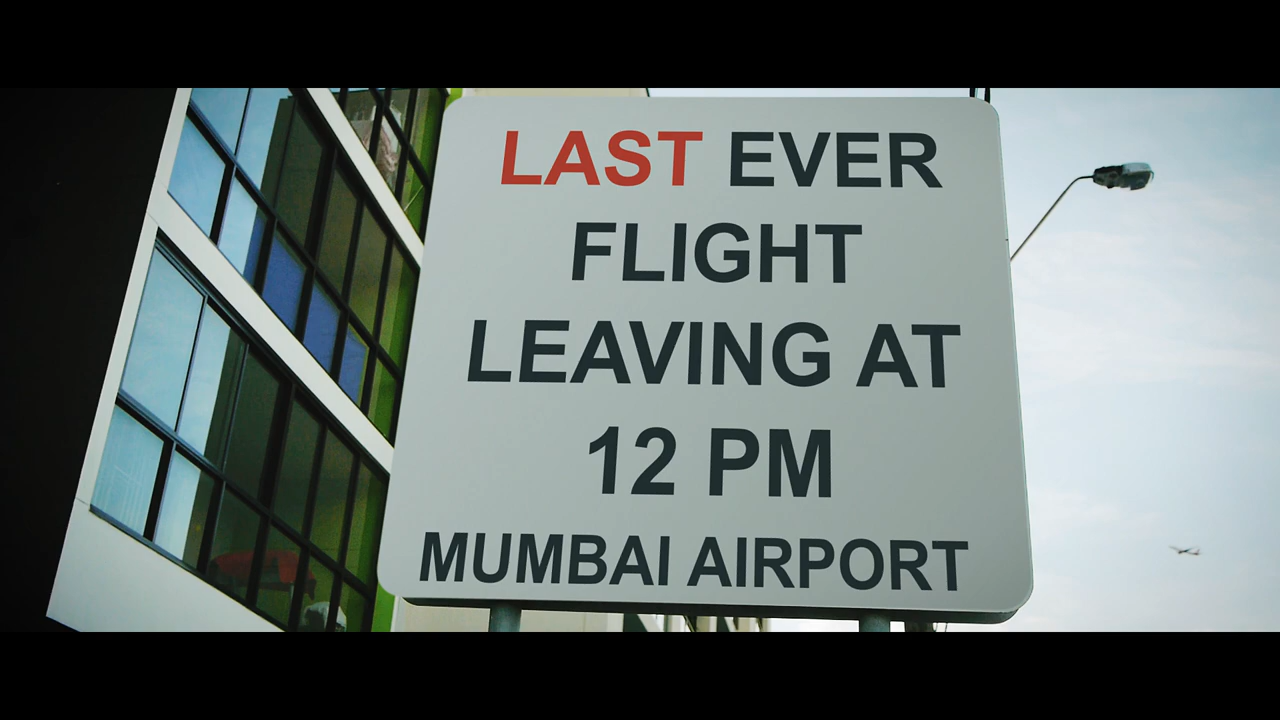 LAST EVER
FLIGHT
LEAVING AT
12 PM
MUMBAI AIRPORT